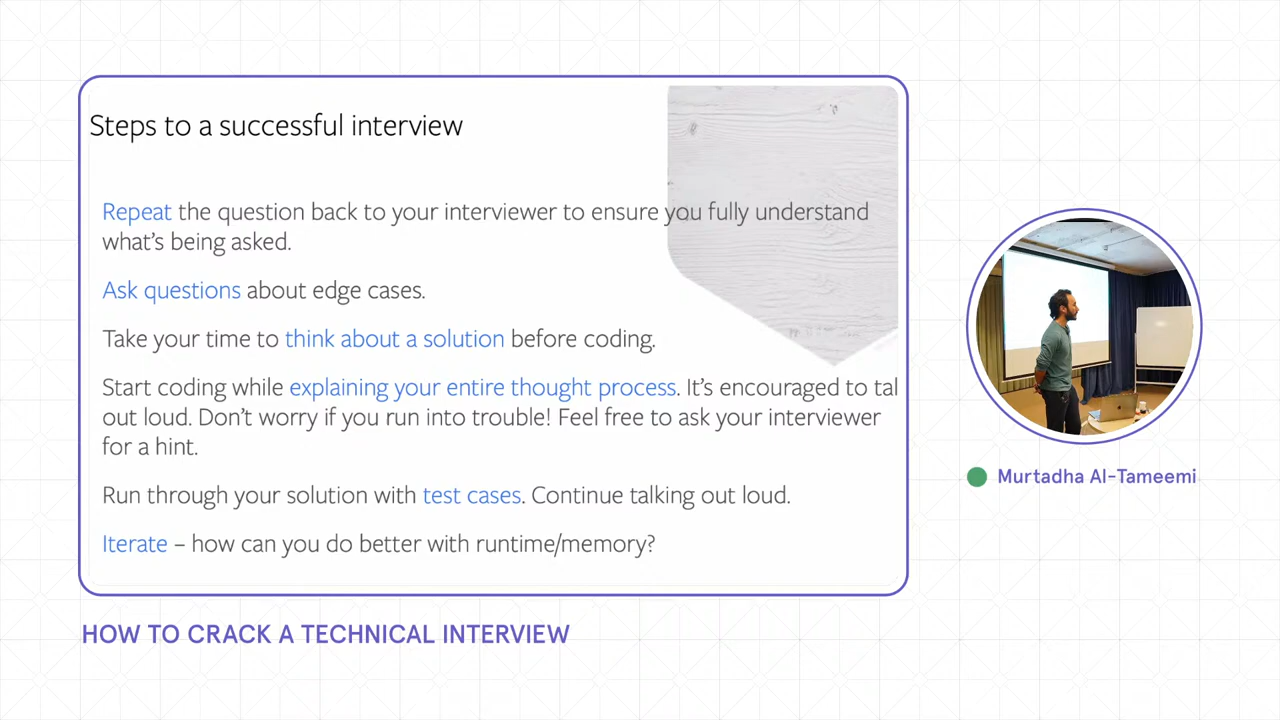 Steps to a successful interview
Repeat the question back to your interviewer to ensure you fully understand
what's being asked.
Ask questions about edge cases.
Take your time to think about a solution before coding.
Start coding while explaining your entire thought process. It's encouraged to tal
out loud. Don't worry if you run into trouble! Feel free to ask your interviewer
for a hint.
Run through your solution with test cases. Continue talking out loud.
Iterate – how can you do better with runtime/memory?
Murtadha Al-Tameemi
HOW TO CRACK A TECHNICAL INTERVIEW